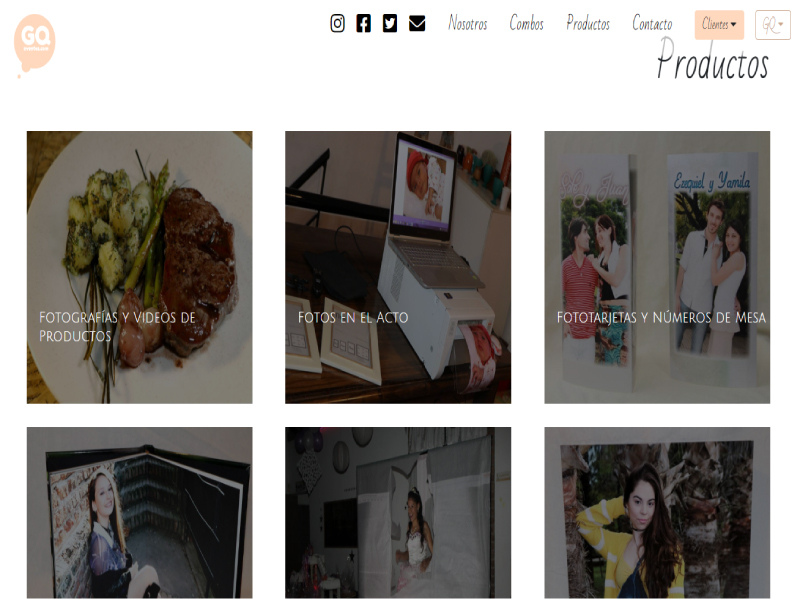 GQ
Nosotros
Combos
Productos
Contacto
Clientes
GQ
Productos
Fotografías y Videos de
Productos
Fotos en el Acto
Fototarjetas y números de Mesa
Ezequiel y Yamila